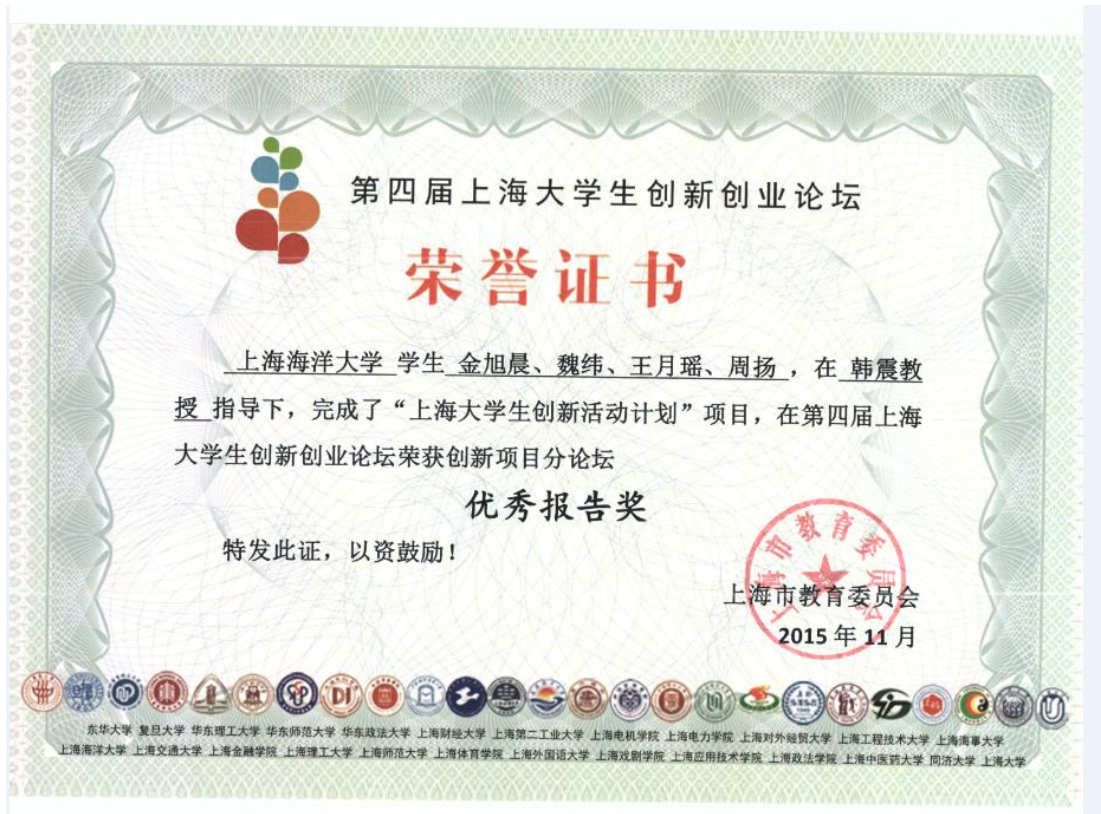 第四届上海大学生创新创业论坛
荣誉证书
上海海洋大学 学生 金旭晨、魏纬、王月瑶、周扬 ，在 韩震教
授 指导下，完成了“上海大学生创新活动计划”项目，在第四届上海
大学生创新创业论坛荣获创新项目分论坛
优秀报告奖
特发此证，以资鼓励！
上海市教育委员会
上海市教育委员会
2015 年 11 月
东华大学 复旦大学 华东理工大学 华东师范大学 华东政法大学 上海财经大学 上海第二工业大学 上海电机学院 上海电力学院 上海对外经贸大学 上海工程技术大学 上海海事大学
上海海洋大学 上海交通大学 上海金融学院 上海理工大学 上海师范大学 上海体育学院 上海外国语大学 上海戏剧学院 上海应用技术学院 上海政法学院 上海中医药大学 同济大学 上海大学